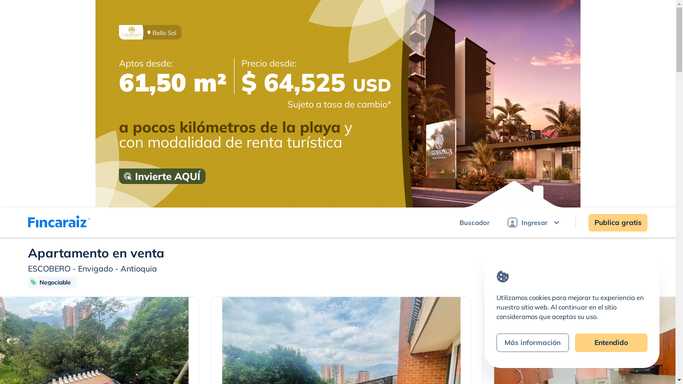 Bello Sol
Aptos desde:
61,50 m²
Precio desde:
$ 64,525 USD
Sujeto a tasa de cambio*
a pocos kilómetros de la playa y
con modalidad de renta turística
Invierte AQUÍ
Fincaraiz
Buscador
Ingresar
Publica gratis
Apartamento en venta
ESCOBERO - Envigado - Antioquia
Negociable
Utilizamos cookies para mejorar tu experiencia en
nuestro sitio web. Al continuar en el sitio
consideramos que aceptas su uso.
Más información
Entendido